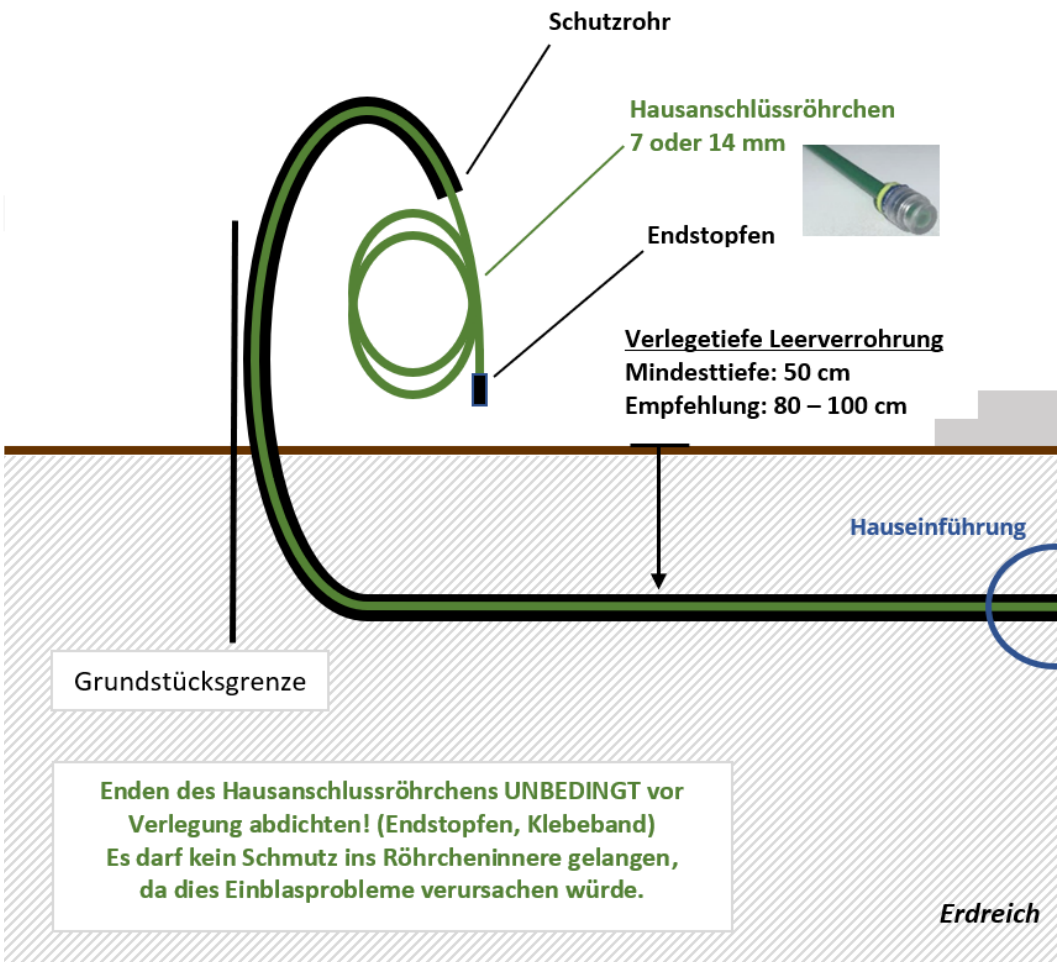 Schutzrohr
Hausanschlüssröhrchen
7 oder 14 mm
Endstopfen
Verlegetiefe Leerverrohrung
Mindesttiefe: 50 cm
Empfehlung: 80 – 100 cm
Hauseinführung
Grundstücksgrenze
Enden des Hausanschlussröhrchens UNBEDINGT vor
Verlegung abdichten! (Endstopfen, Klebeband)
Es darf kein Schmutz ins Röhrcheninnere gelangen,
da dies Einblasprobleme verursachen würde.
Erdreich